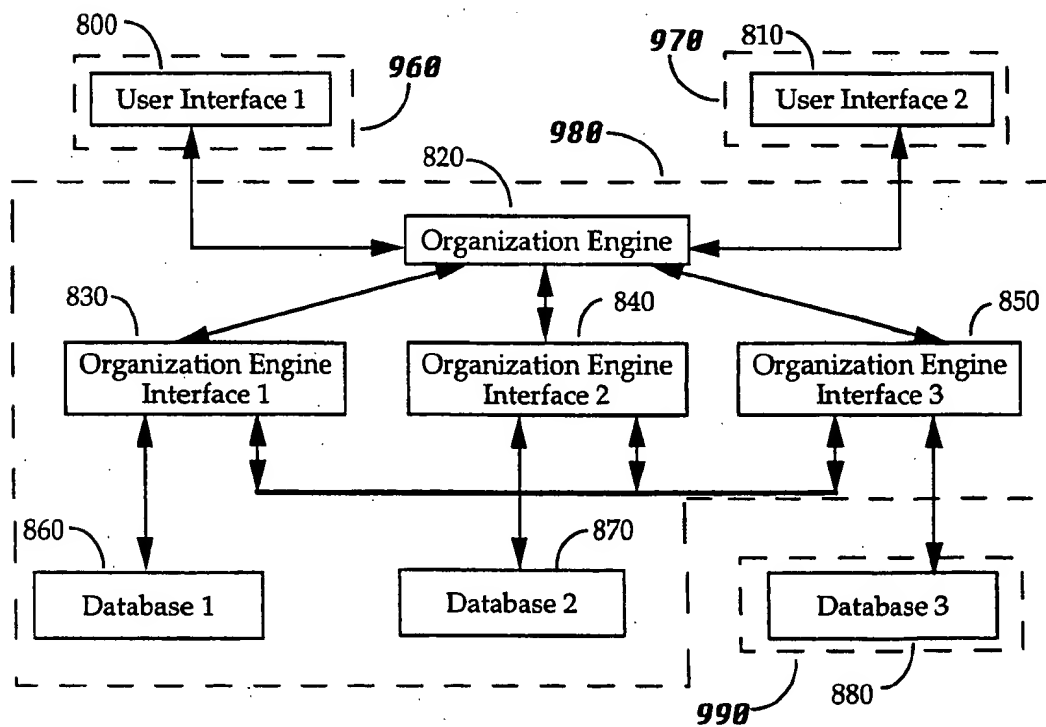 800
960
970
810
User Interface 1
User Interface 2
980
820
Organization Engine
830
840
850
Organization Engine
Interface 1
Organization Engine
Interface 2
Organization Engine
Interface 3
860
870
Database 1
Database 2
Database 3
990
880